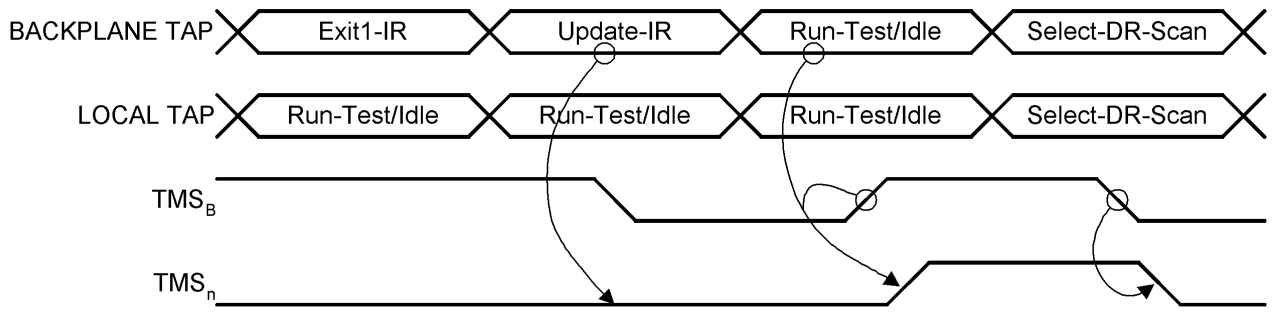 BACKPLANE TAP Exit1-IR Update-IR Run-Test/Idle Select-DR-Scan
LOCAL TAP Run-Test/Idle Run-Test/Idle Run-Test/Idle Select-DR-Scan
TMSB
TMSn